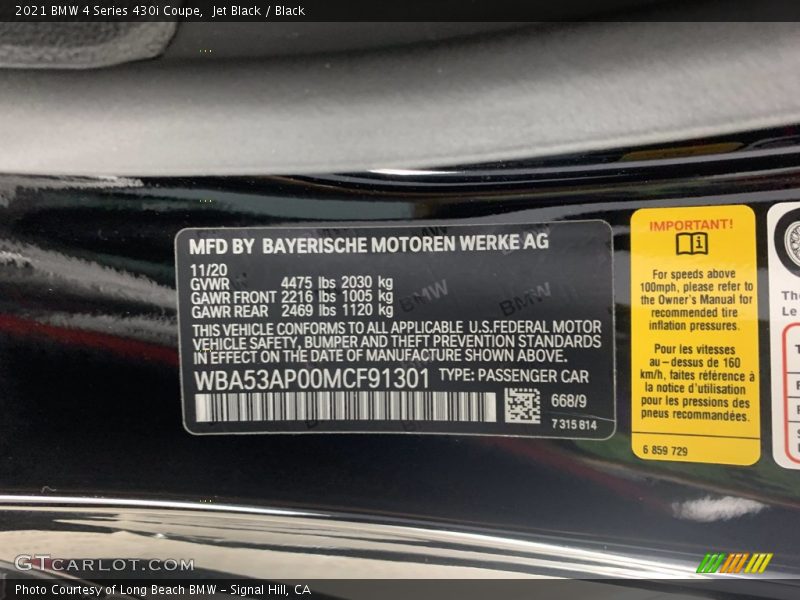 2021 BMW 4 Series 430i Coupe,  Jet Black / Black
MFD BY BAYERISCHE MOTOREN WERKE AG
11/20
GVWR 4475 lbs 2030 kg
GAWR FRONT 2216 lbs 1005 kg
GAWR REAR 2469 lbs 1120 kg
THIS VEHICLE CONFORMS TO ALL APPLICABLE U.S.FEDERAL MOTOR
VEHICLE SAFETY, BUMPER AND THEFT PREVENTION STANDARDS
IN EFFECT ON THE DATE OF MANUFACTURE SHOWN ABOVE.
WBA53AP00MCF91301 TYPE: PASSENGER CAR
668/9
7 315 814
BMW
BMW
IMPORTANT!
For speeds above
100mph, please refer to
the Owner's Manual for
recommended tire
inflation pressures.
Pour les vitesses
au-dessus de 160
km/h, faites référence à
la notice d'utilisation
pour les pressions des
pneus recommandées.
6 859 729
Le
GTCARLOT.COM
Photo Courtesy of Long Beach BMW - Signal Hill, CA